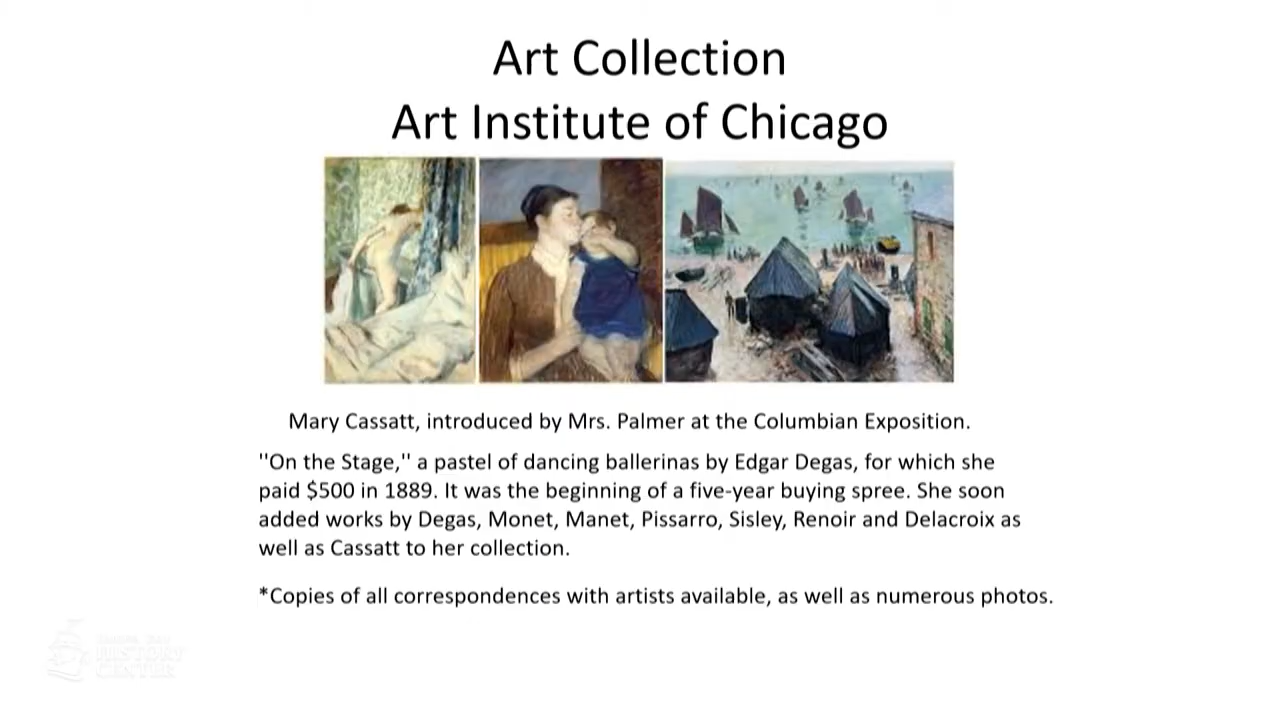 Art Collection
Art Institute of Chicago
Mary Cassatt, introduced by Mrs. Palmer at the Columbian Exposition.
"On the Stage," a pastel of dancing ballerinas by Edgar Degas, for which she
paid $500 in 1889. It was the beginning of a five-year buying spree. She soon
added works by Degas, Monet, Manet, Pissarro, Sisley, Renoir and Delacroix as
well as Cassatt to her collection.
*Copies of all correspondences with artists available, as well as numerous photos.
HISTORY
CENTER